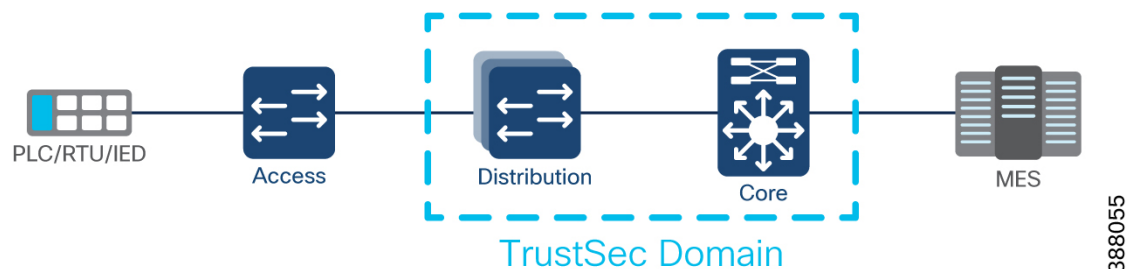 PLC/RTU/IED
Access
Distribution
Core
MES
TrustSec Domain
388055